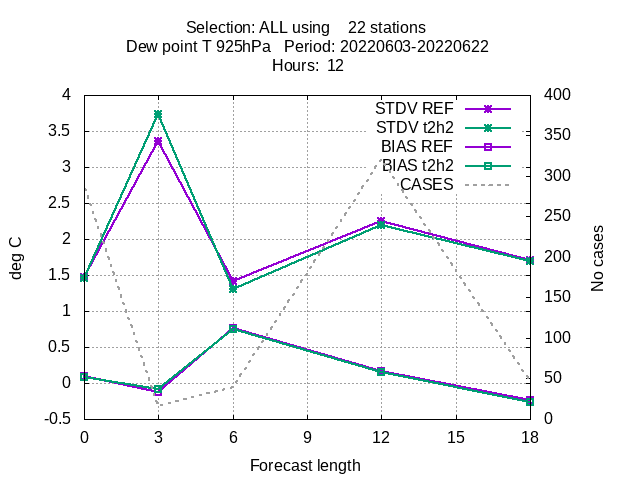 Selection: ALL using    22 stations
Dew point T 925hPa   Period: 20220603-20220622
Hours:  12
4
3.5
3
2.5
2
1.5
1
0.5
0
-0.5
deg C
400
350
300
250
200
150
100
50
0
No cases
STDV REF
STDV t2h2
BIAS REF
BIAS t2h2
CASES
0 3 6 9 12 15 18
Forecast length